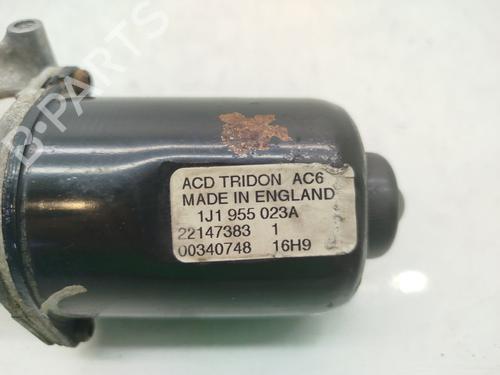 B-PARTS
ACD TRIDON AC6
MADE IN ENGLAND
1J1 955 023A
22147383 1
00340748 16H9